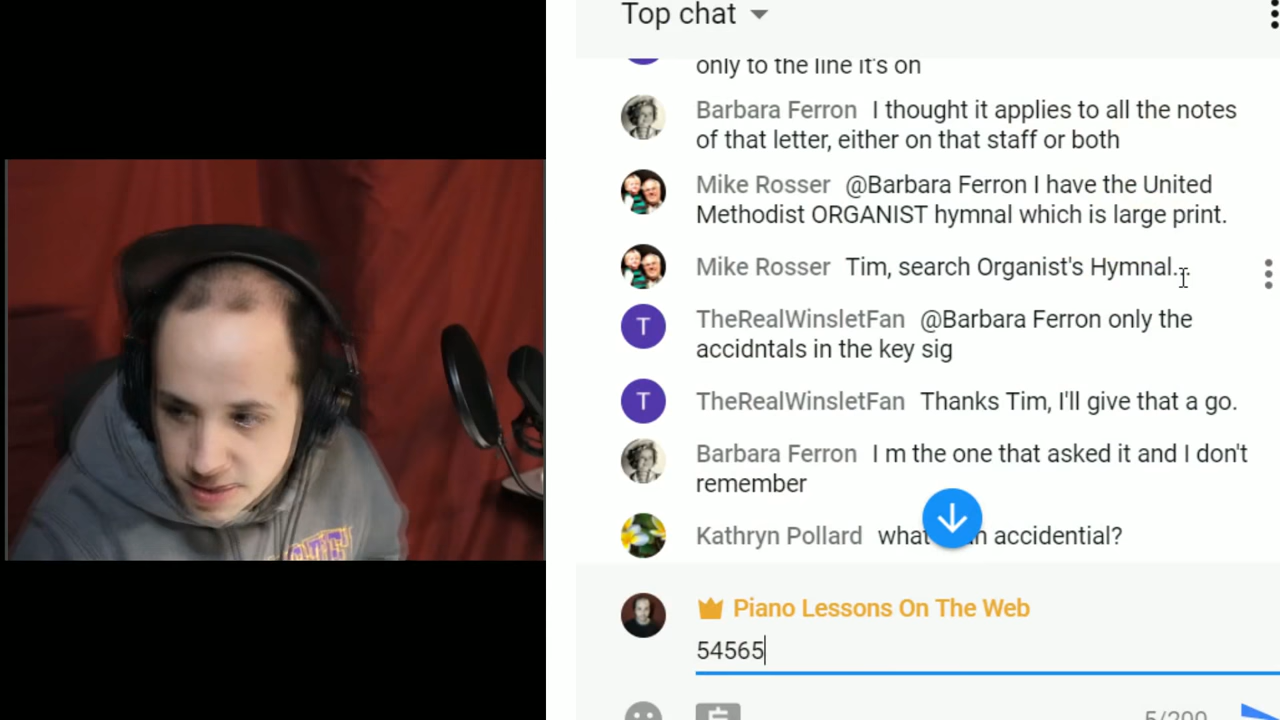 Top chat
only to the line it's on
Barbara Ferron I thought it applies to all the notes
of that letter, either on that staff or both
Mike Rosser @Barbara Ferron I have the United
Methodist ORGANIST hymnal which is large print.
Mike Rosser Tim, search Organist's Hymnal...
T TheRealWinsletFan @Barbara Ferron only the
accidntals in the key sig
T TheRealWinsletFan Thanks Tim, I'll give that a go.
Barbara Ferron I m the one that asked it and I don't
remember
Kathryn Pollard what accidential?
Piano Lessons On The Web
54565
5/200